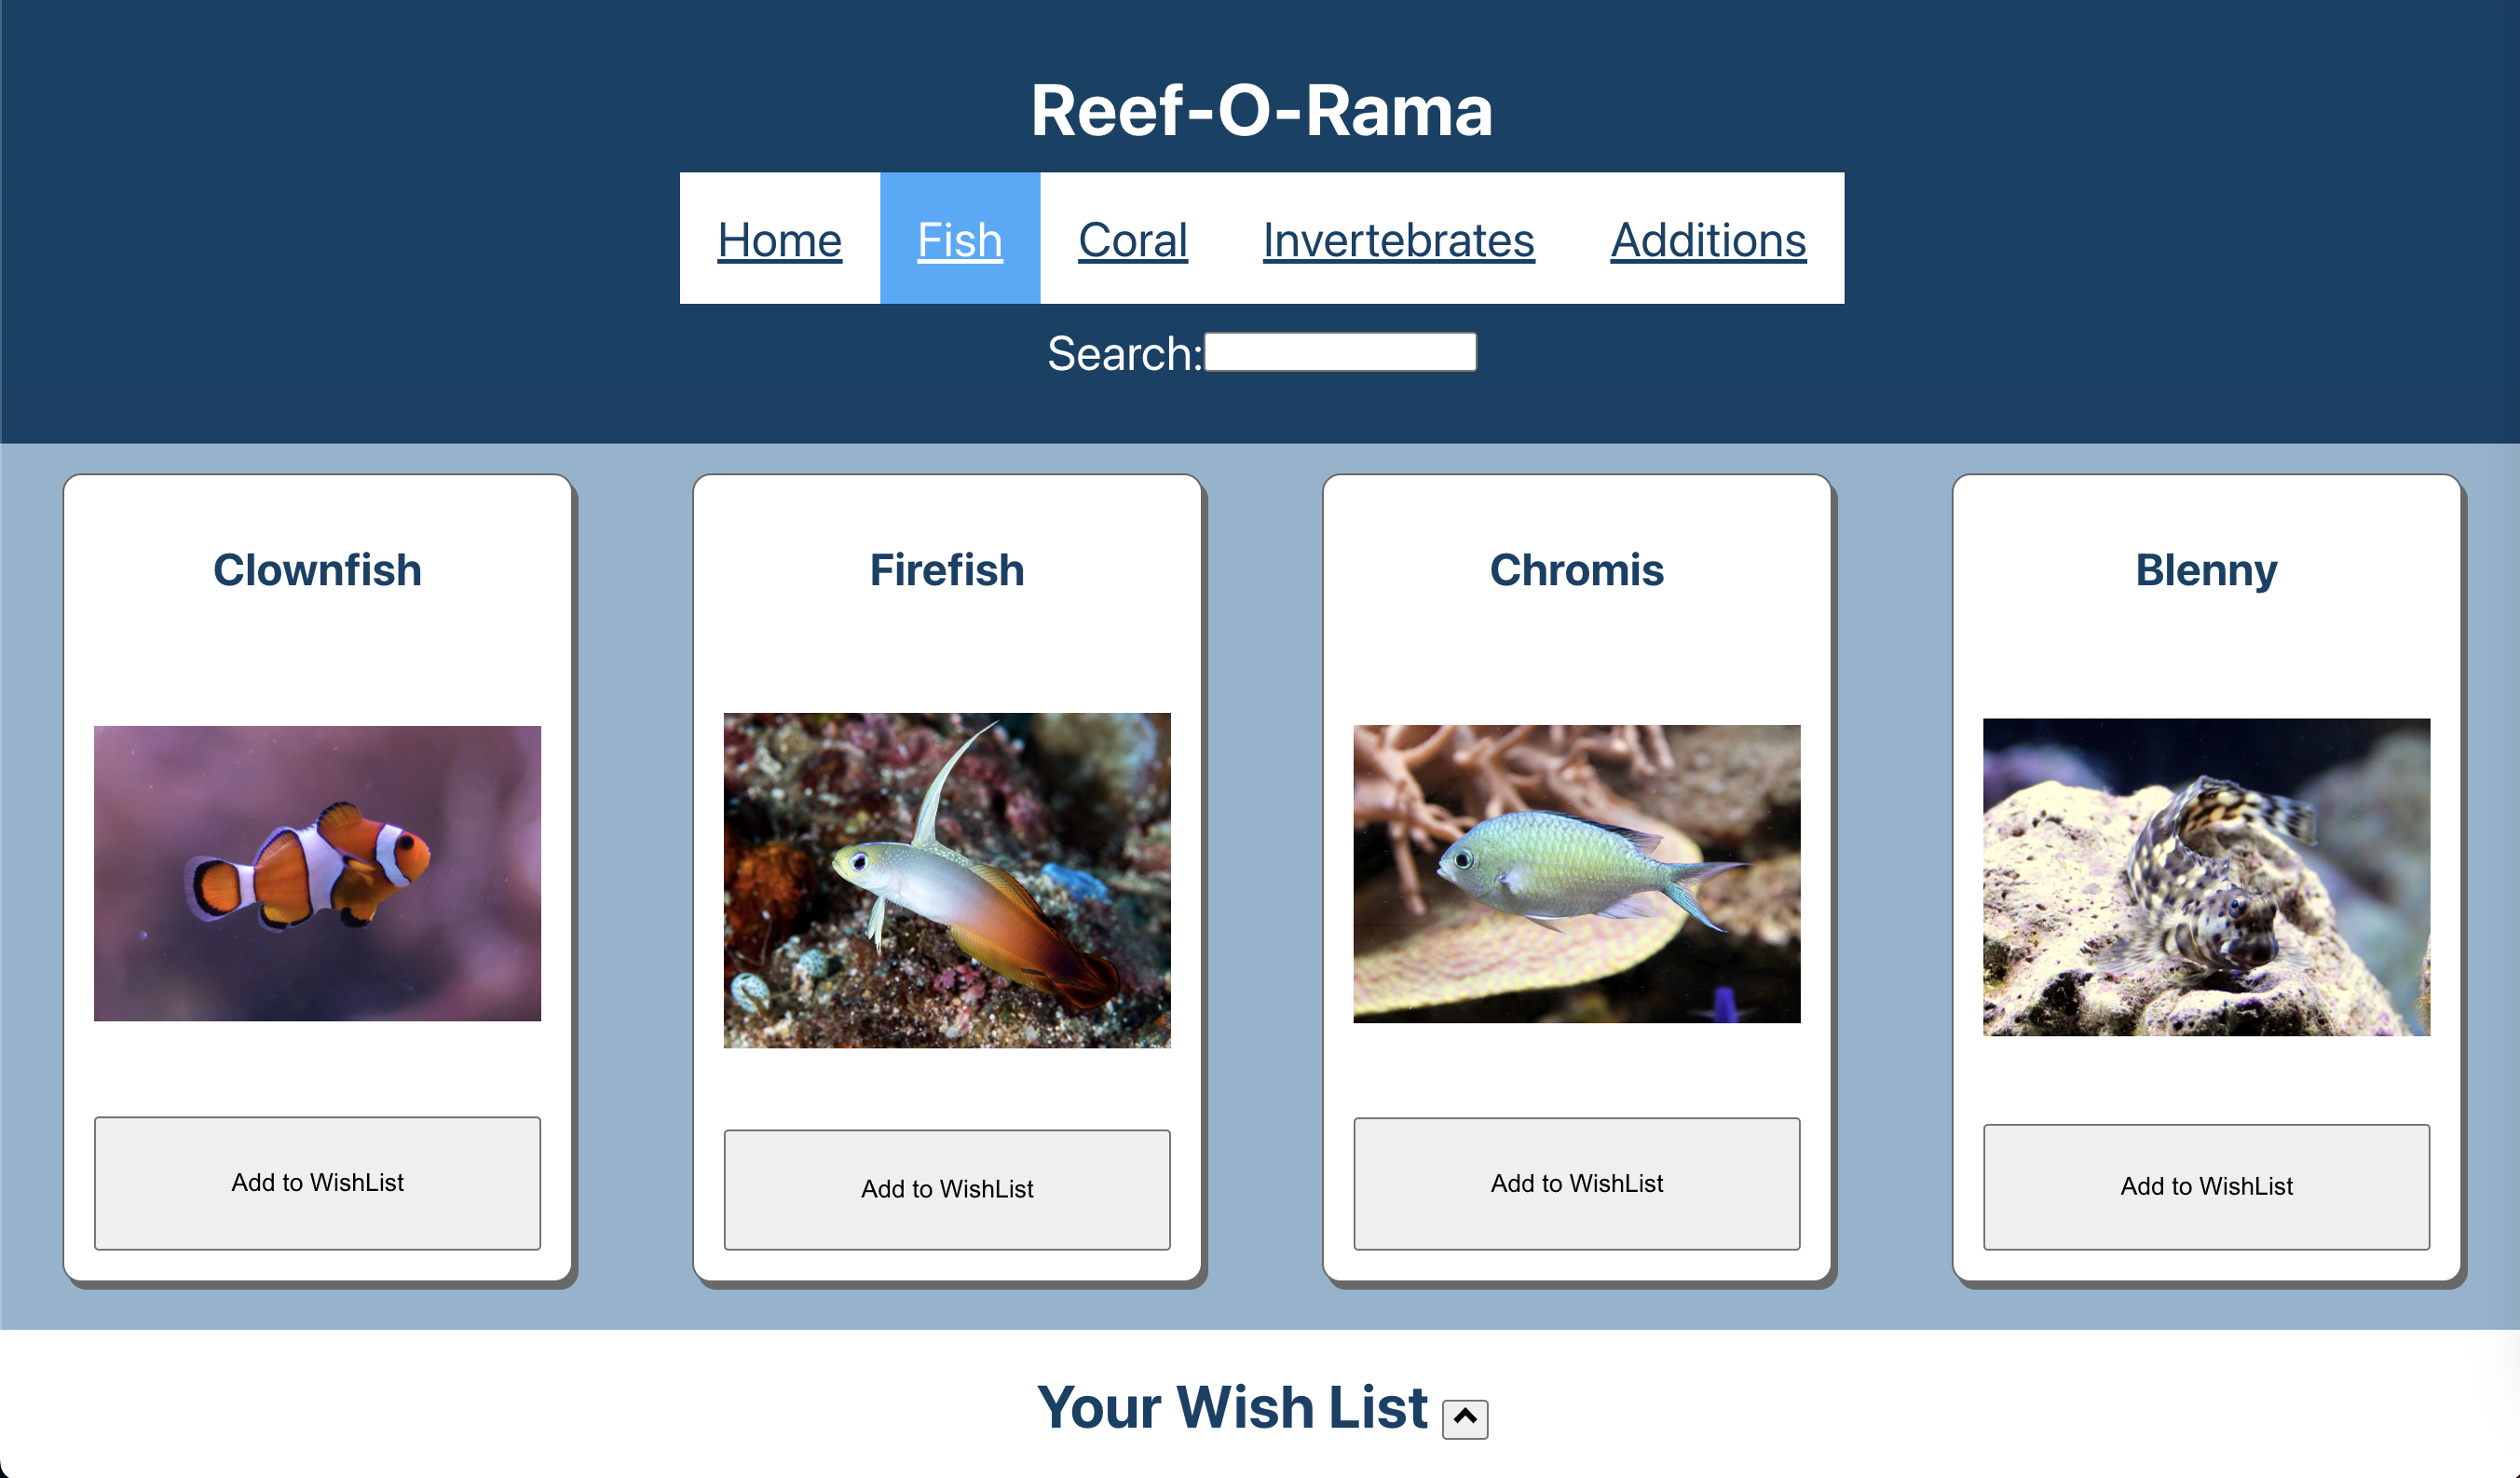 Reef-O-Rama
Home Fish Coral Invertebrates Additions
Search:
Clownfish Firefish Chromis Blenny
Add to WishList Add to WishList Add to WishList Add to WishList
Your Wish List